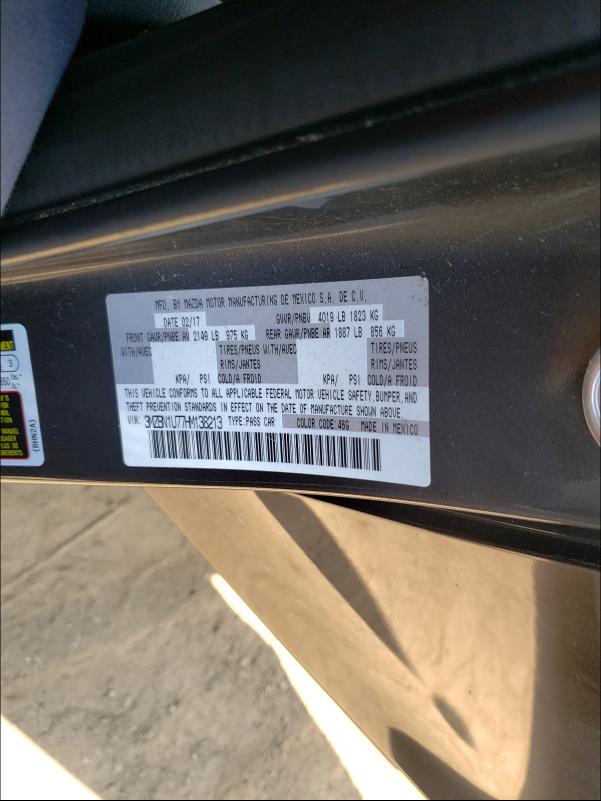 MFD. BY MAZDA MOTOR MANUFACTURING DE MEXICO S.A. DE C.V.
DATE 02/17 GVWR/PNBV 4019 LB 1823 KG
FRONT GAWR/PNBE AV 2149 LB 975 KG REAR GAWR/PNBE AR 1887 LB 856 KG
WITH/AVEC TIRES/PNEUS WITH/AVEC TIRES/PNEUS
RIMS/JANTES RIMS/JANTES
KPA/ PSI COLD/A FROID KPA/ PSI COLD/A FROID
THIS VEHICLE CONFORMS TO ALL APPLICABLE FEDERAL MOTOR VEHICLE SAFETY, BUMPER, AND
THEFT PREVENTION STANDARDS IN EFFECT ON THE DATE OF MANUFACTURE SHOWN ABOVE.
VIN: 3MZBN1U77HM138213 TYPE:PASS CAR COLOR CODE:46G MADE IN MEXICO
3
(BHN2A)